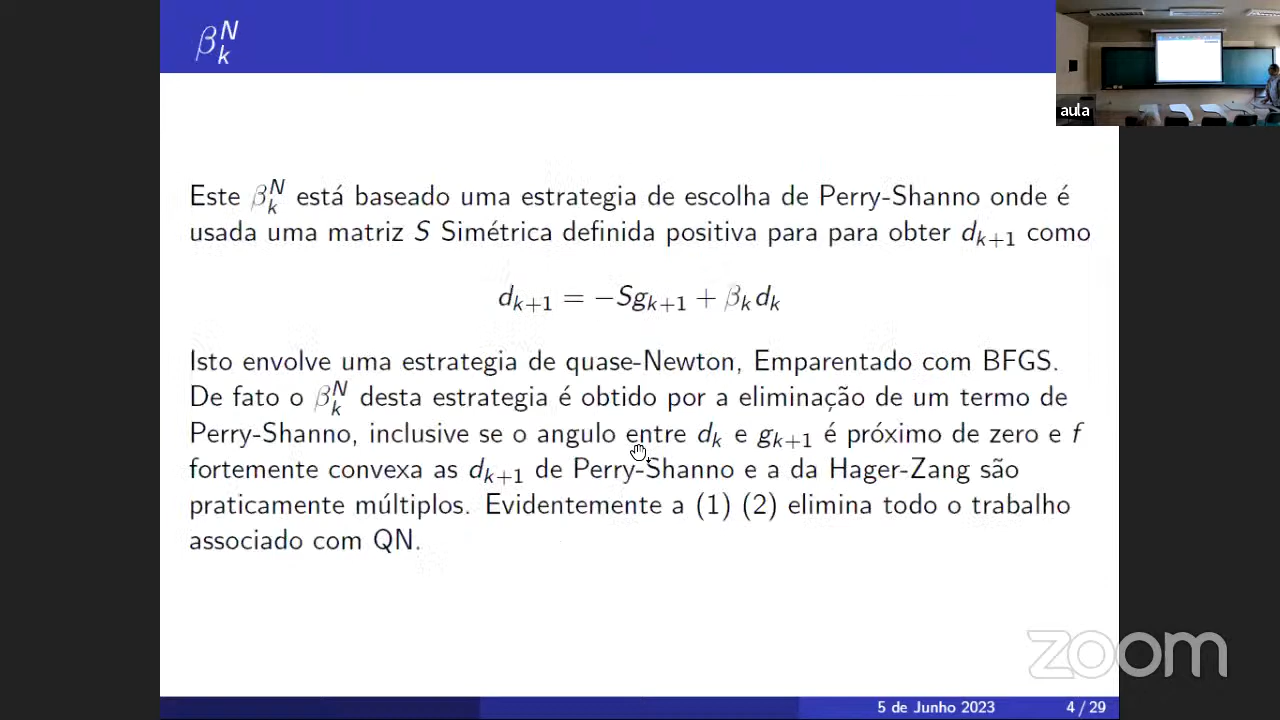 β_k^N
aula
Este β_k^N está baseado uma estrategia de escolha de Perry-Shanno onde é
usada uma matriz S Simétrica definida positiva para para obter d_{k+1} como
d_{k+1} = −Sg_{k+1} + β_k d_k
Isto envolve uma estrategia de quase-Newton, Emparentado com BFGS.
De fato o β_k^N desta estrategia é obtido por a eliminação de um termo de
Perry-Shanno, inclusive se o angulo entre d_k e g_{k+1} é próximo de zero e f
fortemente convexa as d_{k+1} de Perry-Shanno e a da Hager-Zang são
praticamente múltiplos. Evidentemente a (1) (2) elimina todo o trabalho
associado com QN.
zoom
5 de Junho 2023 4 / 29